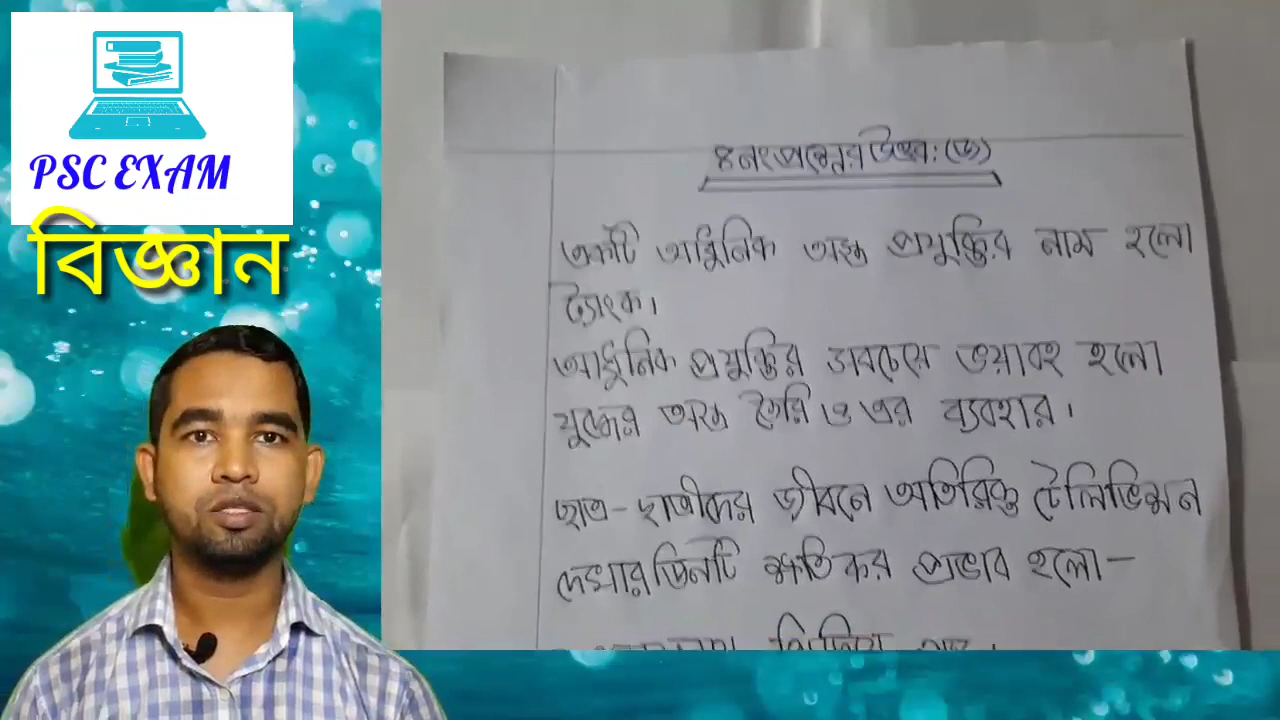 PSC EXAM
বিজ্ঞান
৪নং প্রশ্নের উত্তর: (ড)
একটি আধুনিক অস্ত্র প্রযুক্তির নাম হলো
ট্যাংক।
আধুনিক প্রযুক্তির সবচেয়ে ভয়াবহ হলো
যুদ্ধের অস্ত্র তৈরি ও এর ব্যবহার।
ছাত্র-ছাত্রীদের জীবনে অতিরিক্ত টেলিভিশন
দেখার তিনটি ক্ষতিকর প্রভাব হলো—